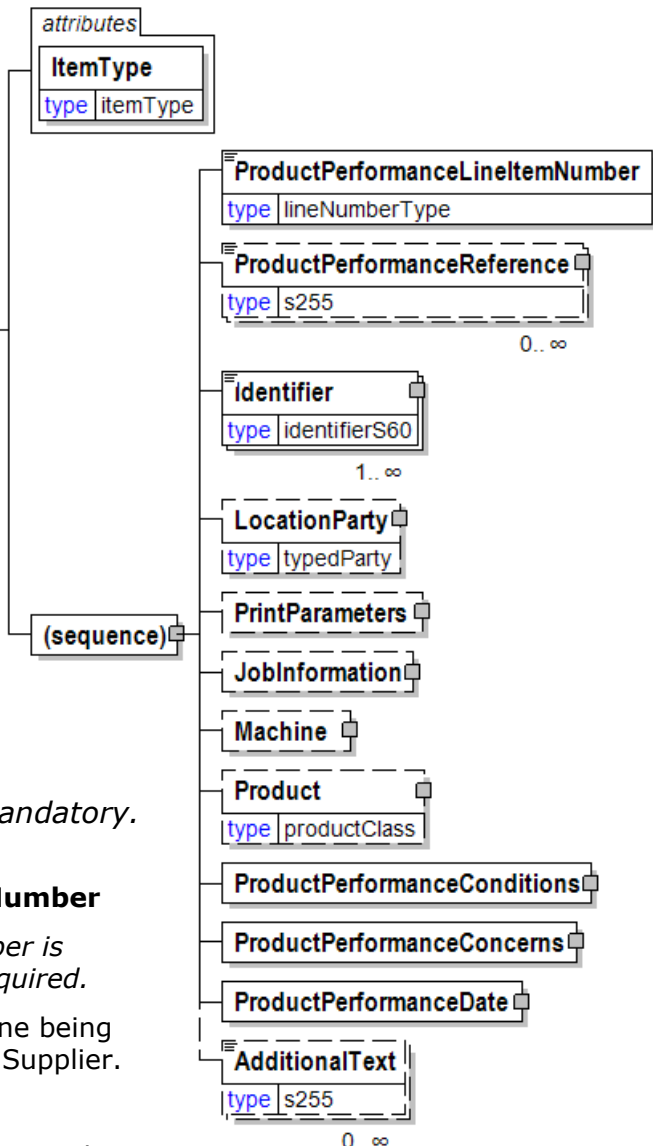 attributes
ItemType
type itemType
ProductPerformanceLineItemNumber
type lineNumberType
ProductPerformanceReference
type s255
0.. ∞
Identifier
type identifierS60
1.. ∞
LocationParty
type typedParty
PrintParameters
(sequence)
JobInformation
Machine
Product
type productClass
andatory.
ProductPerformanceConditions
lumber
ProductPerformanceConcerns
ber is
quired.
ProductPerformanceDate
ne being
Supplier.
AdditionalText
type s255
0.. ∞